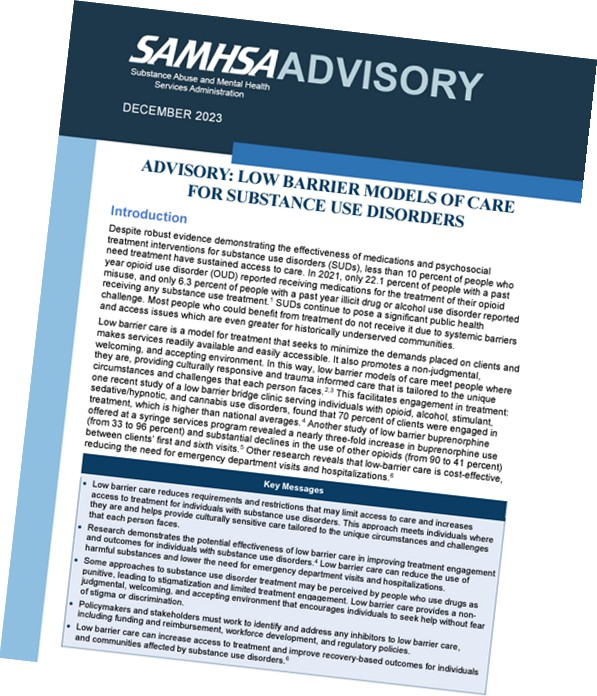 SAMHSA ADVISORY
Substance Abuse and Mental Health
Services Administration
DECEMBER 2023
ADVISORY: LOW BARRIER MODELS OF CARE
FOR SUBSTANCE USE DISORDERS
Introduction
Despite robust evidence demonstrating the effectiveness of medications and psychosocial
treatment interventions for substance use disorders (SUDs), less than 10 percent of people who
need treatment have sustained access to care. In 2021, only 22.1 percent of people with a past
year opioid use disorder (OUD) reported receiving medications for the treatment of their opioid
misuse, and only 6.3 percent of people with a past year illicit drug or alcohol use disorder reported
receiving any substance use treatment.1 SUDs continue to pose a significant public health
challenge. Most people who could benefit from treatment do not receive it due to systemic barriers
and access issues which are even greater for historically underserved communities.
Low barrier care is a model for treatment that seeks to minimize the demands placed on clients and
makes services readily available and easily accessible. It also promotes a non-judgmental,
welcoming, and accepting environment. In this way, low barrier models of care meet people where
they are, providing culturally responsive and trauma informed care that is tailored to the unique
circumstances and challenges that each person faces.2,3 This facilitates engagement in treatment:
one recent study of a low barrier bridge clinic serving individuals with opioid, alcohol, stimulant,
sedative/hypnotic, and cannabis use disorders, found that 70 percent of clients were engaged in
treatment, which is higher than national averages.4 Another study of low barrier buprenorphine
offered at a syringe services program revealed a nearly three-fold increase in buprenorphine use
(from 33 to 96 percent) and substantial declines in the use of other opioids (from 90 to 41 percent)
between clients' first and sixth visits.5 Other research reveals that low-barrier care is cost-effective,
reducing the need for emergency department visits and hospitalizations.6
Key Messages
• Low barrier care reduces requirements and restrictions that may limit access to care and increases
access to treatment for individuals with substance use disorders. This approach meets individuals where
they are and helps provide culturally sensitive care tailored to the unique circumstances and challenges
that each person faces.
• Research demonstrates the potential effectiveness of low barrier care in improving treatment engagement
and outcomes for individuals with substance use disorders.4 Low barrier care can reduce the use of
harmful substances and lower the need for emergency department visits and hospitalizations.
• Some approaches to substance use disorder treatment may be perceived by people who use drugs as
punitive, leading to stigmatization and limited treatment engagement. Low barrier care provides a non-
judgmental, welcoming, and accepting environment that encourages individuals to seek help without fear
of stigma or discrimination.
• Policymakers and stakeholders must work to identify and address any inhibitors to low barrier care,
including funding and reimbursement, workforce development, and regulatory policies.
• Low barrier care can increase access to treatment and improve recovery-based outcomes for individuals
and communities affected by substance use disorders.6